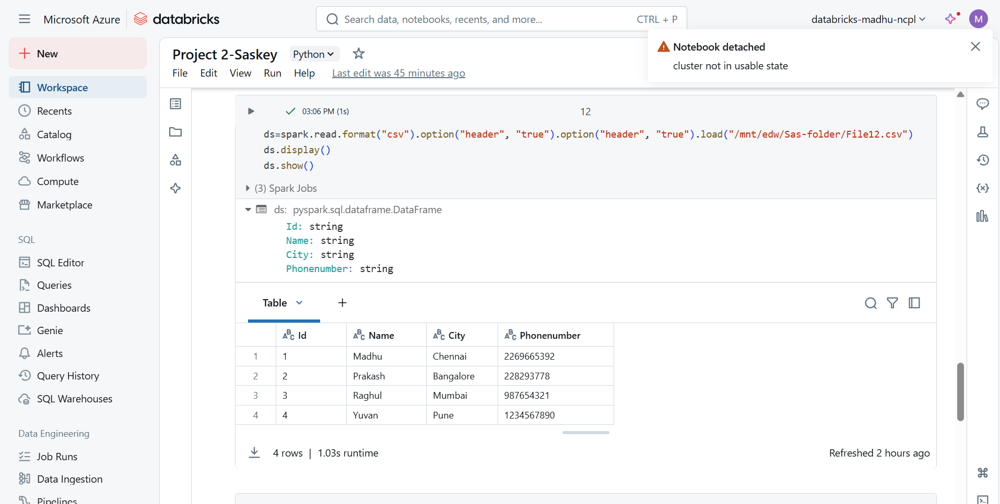 Microsoft Azure databricks
Search data, notebooks, recents, and more... CTRL + P
databricks-madhu-ncpl M
Notebook detached
cluster not in usable state
New
Workspace
Recents
Catalog
Workflows
Compute
Marketplace
SQL
SQL Editor
Queries
Dashboards
Genie
Alerts
Query History
SQL Warehouses
Data Engineering
Job Runs
Data Ingestion
Pipelines
Project 2-Saskey Python
File Edit View Run Help Last edit was 45 minutes ago
03:06 PM (1s) 12
ds=spark.read.format("csv").option("header", "true").option("header", "true").load("/mnt/edw/Sas-folder/File12.csv")
ds.display()
ds.show()
(3) Spark Jobs
ds: pyspark.sql.dataframe.DataFrame
Id: string
Name: string
City: string
Phonenumber: string
Table +
ABC Id ABC Name ABC City ABC Phonenumber
1 1 Madhu Chennai 2269665392
2 2 Prakash Bangalore 228293778
3 3 Raghul Mumbai 987654321
4 4 Yuvan Pune 1234567890
4 rows | 1.03s runtime Refreshed 2 hours ago